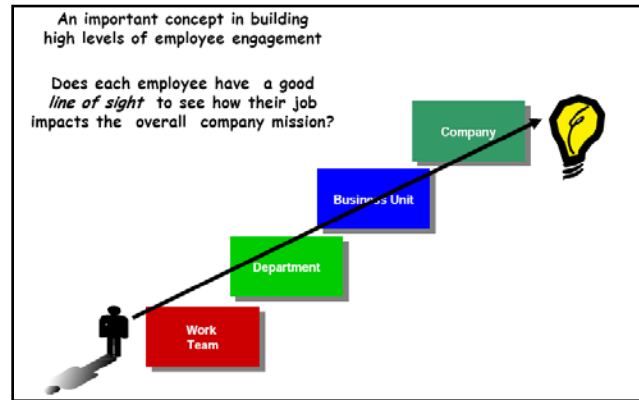 An important concept in building
high levels of employee engagement
Does each employee have a good
line of sight to see how their job
impacts the overall company mission?
Company
Business Unit
Department
Work
Team